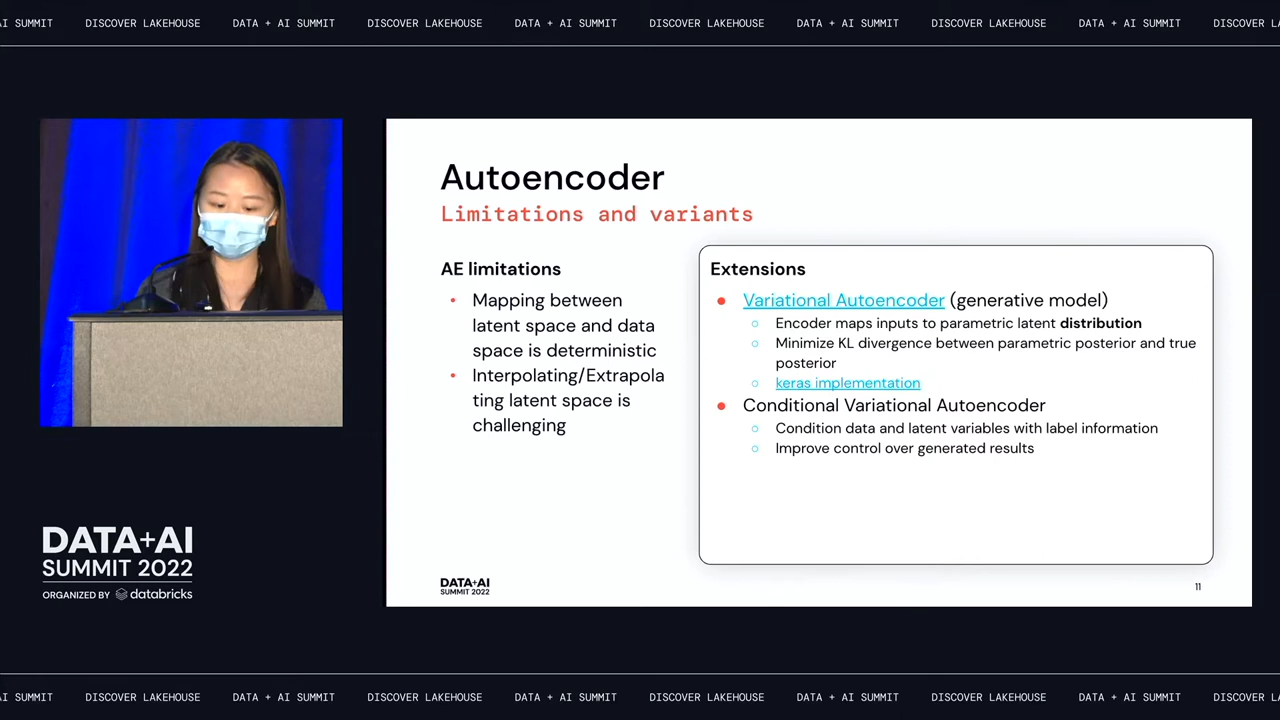 AI SUMMIT DISCOVER LAKEHOUSE DATA + AI SUMMIT DISCOVER LAKEHOUSE DATA + AI SUMMIT DISCOVER LAKEHOUSE DATA + AI SUMMIT DISCOVER LAKEHOUSE DATA + AI SUMMIT DISCOVER
Autoencoder
Limitations and variants
AE limitations
• Mapping between
latent space and data
space is deterministic
• Interpolating/Extrapola
ting latent space is
challenging
Extensions
● Variational Autoencoder (generative model)
○ Encoder maps inputs to parametric latent distribution
○ Minimize KL divergence between parametric posterior and true
posterior
○ keras implementation
● Conditional Variational Autoencoder
○ Condition data and latent variables with label information
○ Improve control over generated results
DATA+AI
SUMMIT 2022
11
DATA+AI
SUMMIT 2022
ORGANIZED BY databricks
AI SUMMIT DISCOVER LAKEHOUSE DATA + AI SUMMIT DISCOVER LAKEHOUSE DATA + AI SUMMIT DISCOVER LAKEHOUSE DATA + AI SUMMIT DISCOVER LAKEHOUSE DATA + AI SUMMIT DISCOVER